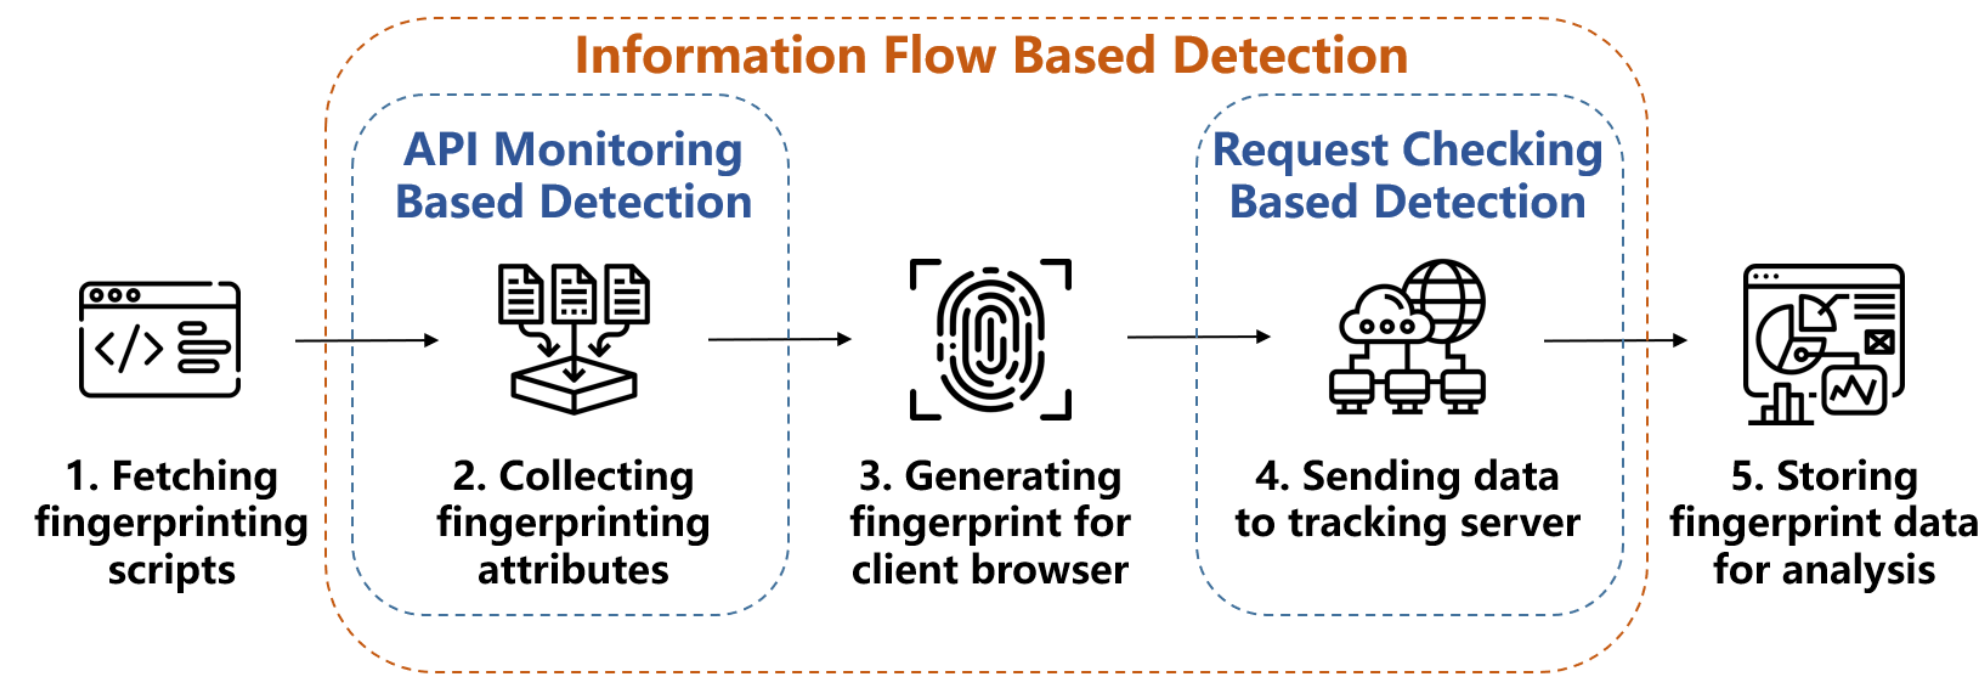 Information Flow Based Detection
API Monitoring
Based Detection
Request Checking
Based Detection
1. Fetching
fingerprinting
scripts
2. Collecting
fingerprinting
attributes
3. Generating
fingerprint for
client browser
4. Sending data
to tracking server
5. Storing
fingerprint data
for analysis